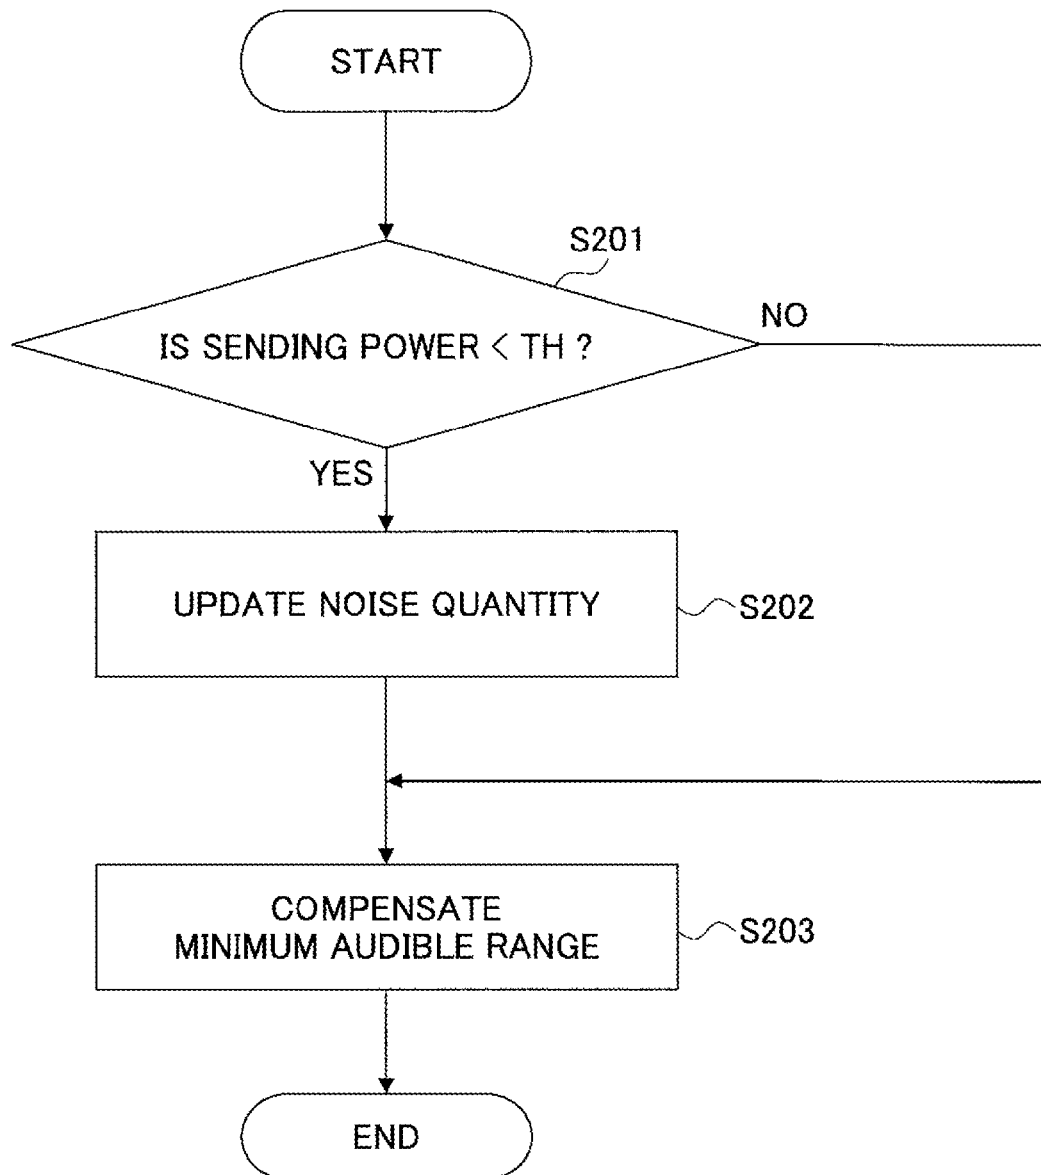 START
S201
IS SENDING POWER < TH ?
NO
YES
UPDATE NOISE QUANTITY
S202
COMPENSATE
MINIMUM AUDIBLE RANGE
S203
END